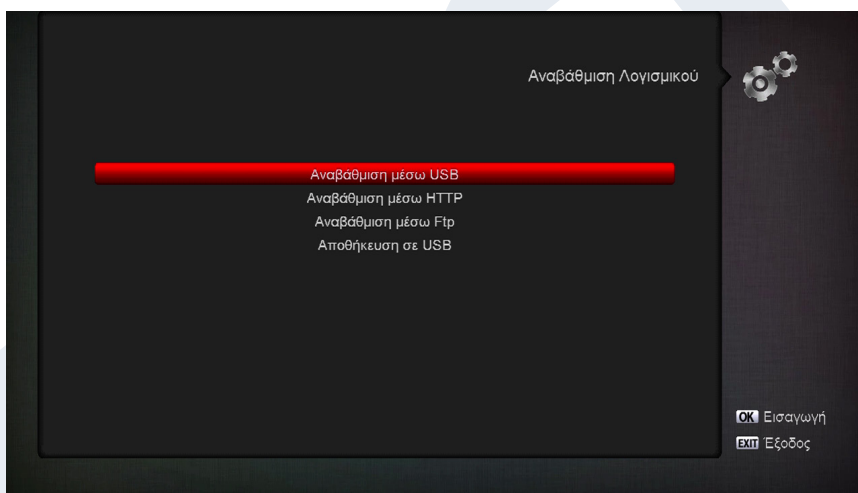 Αναβάθμιση Λογισμικού
Αναβάθμιση μέσω USB
Αναβάθμιση μέσω HTTP
Αναβάθμιση μέσω Ftp
Αποθήκευση σε USB
OK Εισαγωγή
EXIT Έξοδος